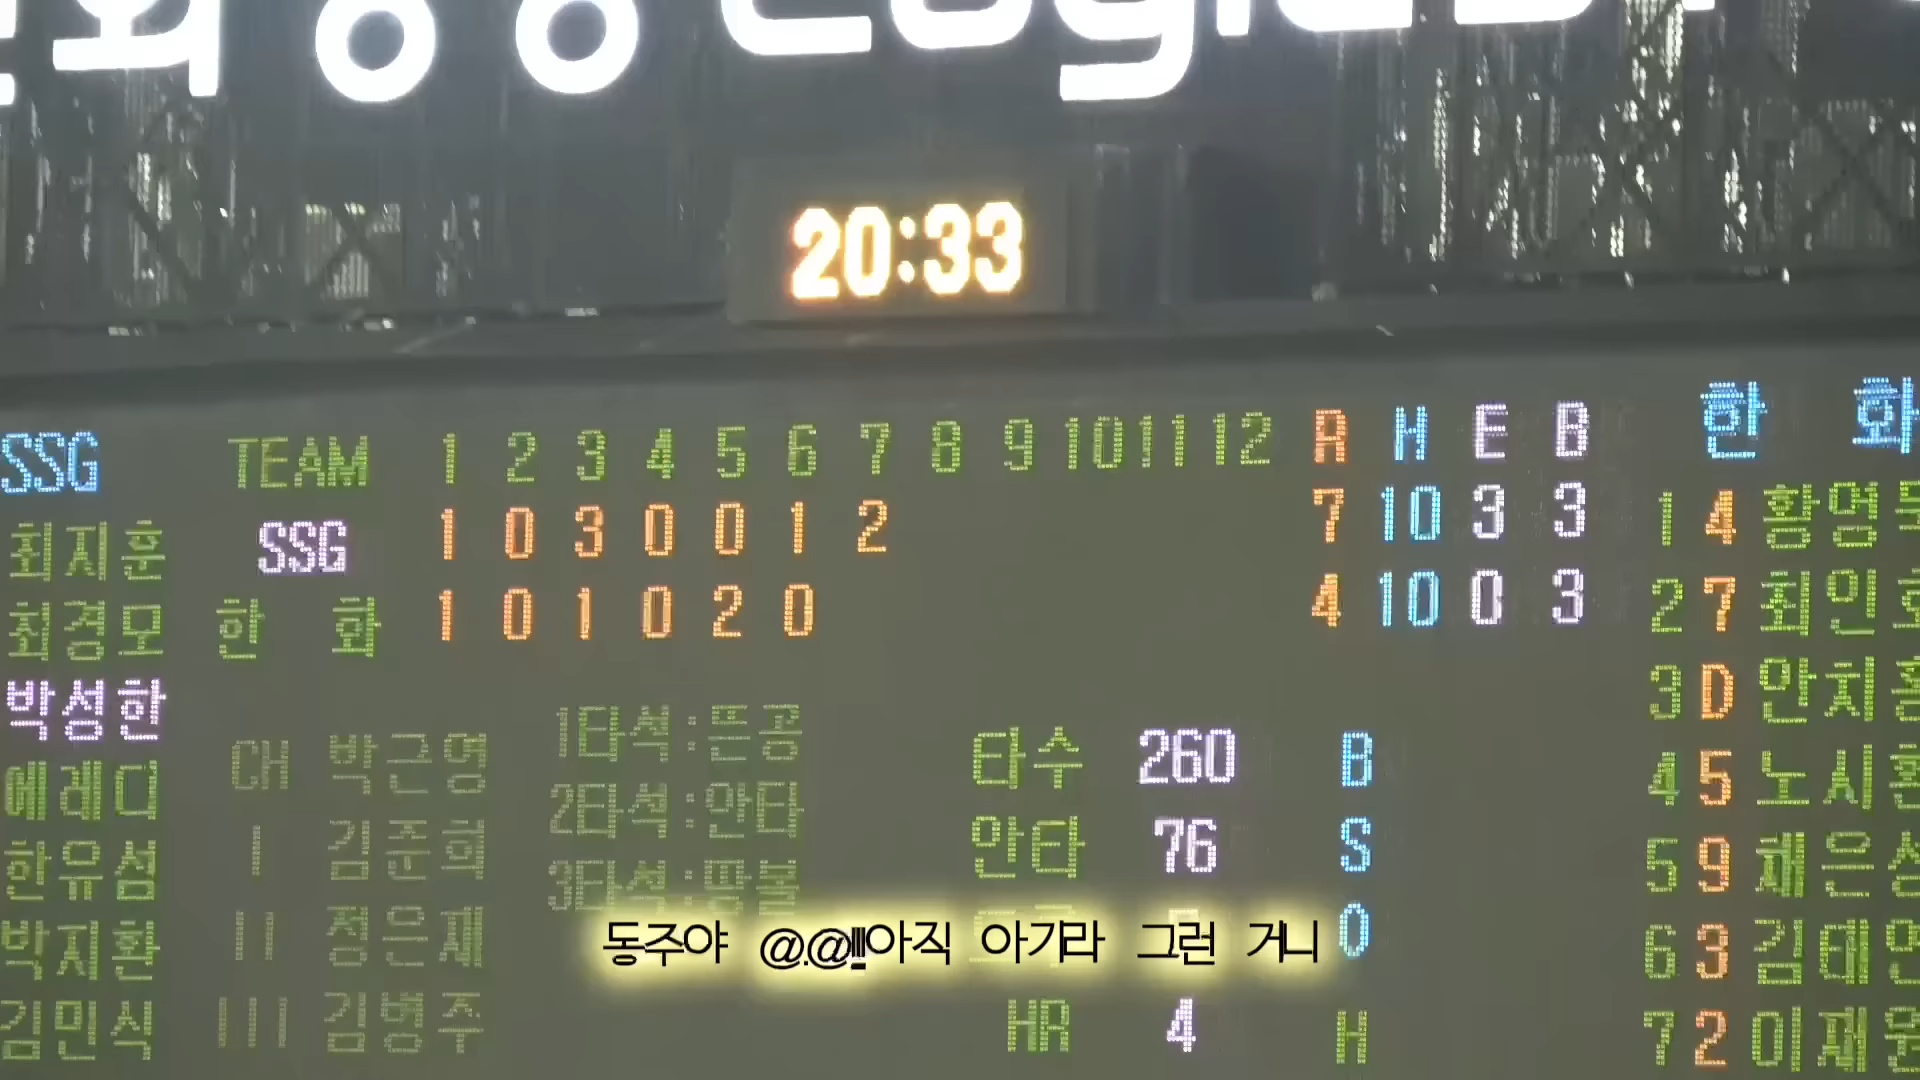 Eagles
20:33
SSG TEAM 1 2 3 4 5 6 7 8 9 10 11 12 R H E B 한 화
최지훈 SSG 1 0 3 0 0 1 2 7 10 3 3 1 4 황영묵
최정모 한 화 1 0 1 0 2 0 4 10 0 3 2 7 최인호
박성한 3 D 안치홍
에레디 CH 박근영 1타석:뜬공 타수 260 B 4 5 노시환
한유섬 I 김준희 2타석:안타 안타 76 S 5 9 채은성
박지환 II 정은재 3타석:땅볼 O 6 3 김태연
동주야 @.@!!!아직 아기라 그런 거니
김민식 III 김병주 HR 4 H 7 2 이재원